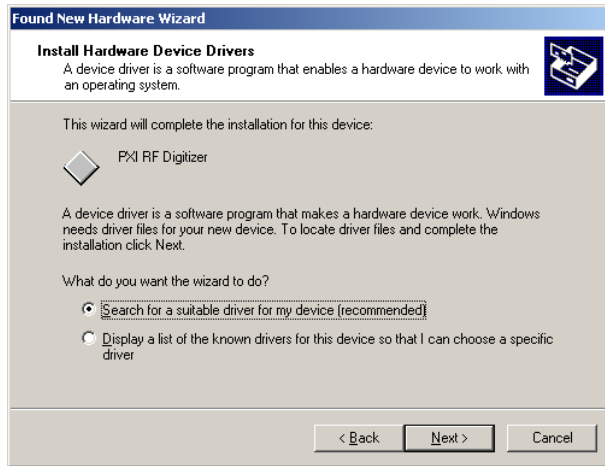 Found New Hardware Wizard
Install Hardware Device Drivers
A device driver is a software program that enables a hardware device to work with
an operating system.
This wizard will complete the installation for this device:
PXI RF Digitizer
A device driver is a software program that makes a hardware device work. Windows
needs driver files for your new device. To locate driver files and complete the
installation click Next.
What do you want the wizard to do?
Search for a suitable driver for my device (recommended)
Display a list of the known drivers for this device so that I can choose a specific
driver
< Back Next > Cancel